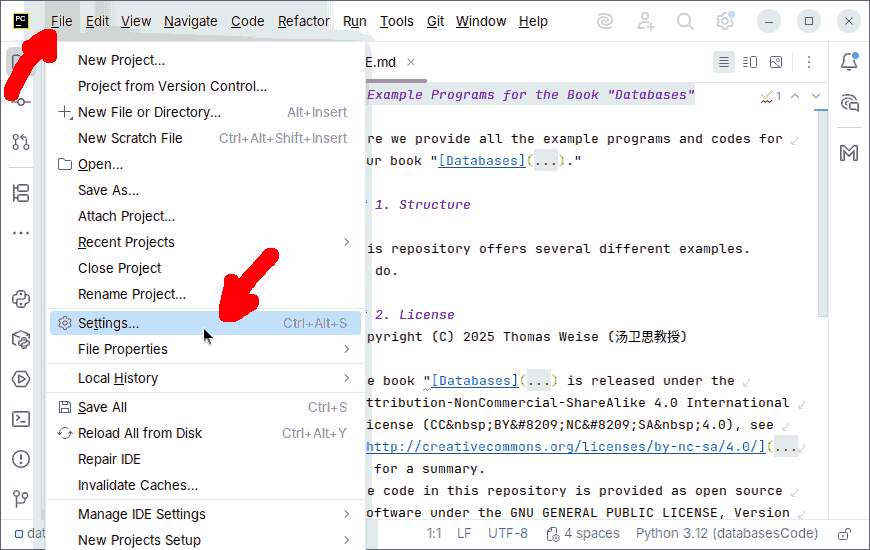 PC File Edit View Navigate Code Refactor Run Tools Git Window Help
New Project...
Project from Version Control...
New File or Directory... Alt+Insert
New Scratch File Ctrl+Alt+Shift+Insert
Open...
Save As...
Attach Project...
Recent Projects
Close Project
Rename Project...
Settings... Ctrl+Alt+S
File Properties
Local History
Save All Ctrl+S
Reload All from Disk Ctrl+Alt+Y
Repair IDE
Invalidate Caches...
Manage IDE Settings
New Projects Setup
E.md
Example Programs for the Book "Databases"
1
re we provide all the example programs and codes for
ur book "[Databases](...)."
1. Structure
is repository offers several different examples.
do.
2. License
pyright (C) 2025 Thomas Weise (汤卫思教授)
e book "[Databases](...) is released under the
ttribution-NonCommercial-ShareAlike 4.0 International
icense (CC&nbsp;BY&#8209;NC&#8209;SA&nbsp;4.0), see
http://creativecommons.org/licenses/by-nc-sa/4.0/](...
for a summary.
e code in this repository is provided as open source
oftware under the GNU GENERAL PUBLIC LICENSE, Version
dat
1:1 LF UTF-8 4 spaces Python 3.12 (databasesCode)